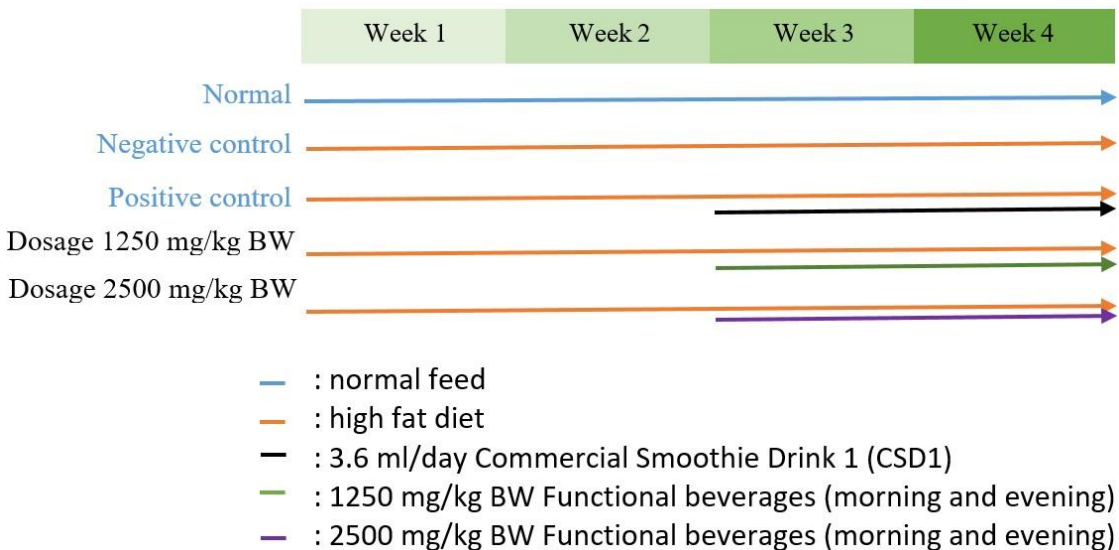 Week 1 Week 2 Week 3 Week 4
Normal
Negative control
Positive control
Dosage 1250 mg/kg BW
Dosage 2500 mg/kg BW
: normal feed
: high fat diet
: 3.6 ml/day Commercial Smoothie Drink 1 (CSD1)
: 1250 mg/kg BW Functional beverages (morning and evening)
: 2500 mg/kg BW Functional beverages (morning and evening)